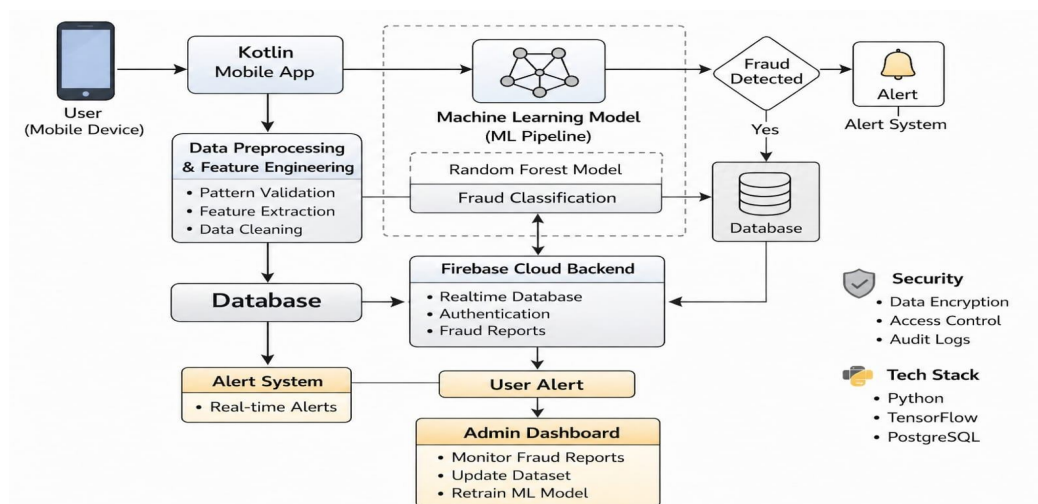 User
(Mobile Device)
Kotlin
Mobile App
Machine Learning Model
(ML Pipeline)
Fraud
Detected
Yes
Alert
Alert System
Data Preprocessing
& Feature Engineering
• Pattern Validation
• Feature Extraction
• Data Cleaning
Random Forest Model
Fraud Classification
Database
Database
Firebase Cloud Backend
• Realtime Database
• Authentication
• Fraud Reports
Security
• Data Encryption
• Access Control
• Audit Logs
Alert System
• Real-time Alerts
User Alert
Tech Stack
• Python
• TensorFlow
• PostgreSQL
Admin Dashboard
• Monitor Fraud Reports
• Update Dataset
• Retrain ML Model